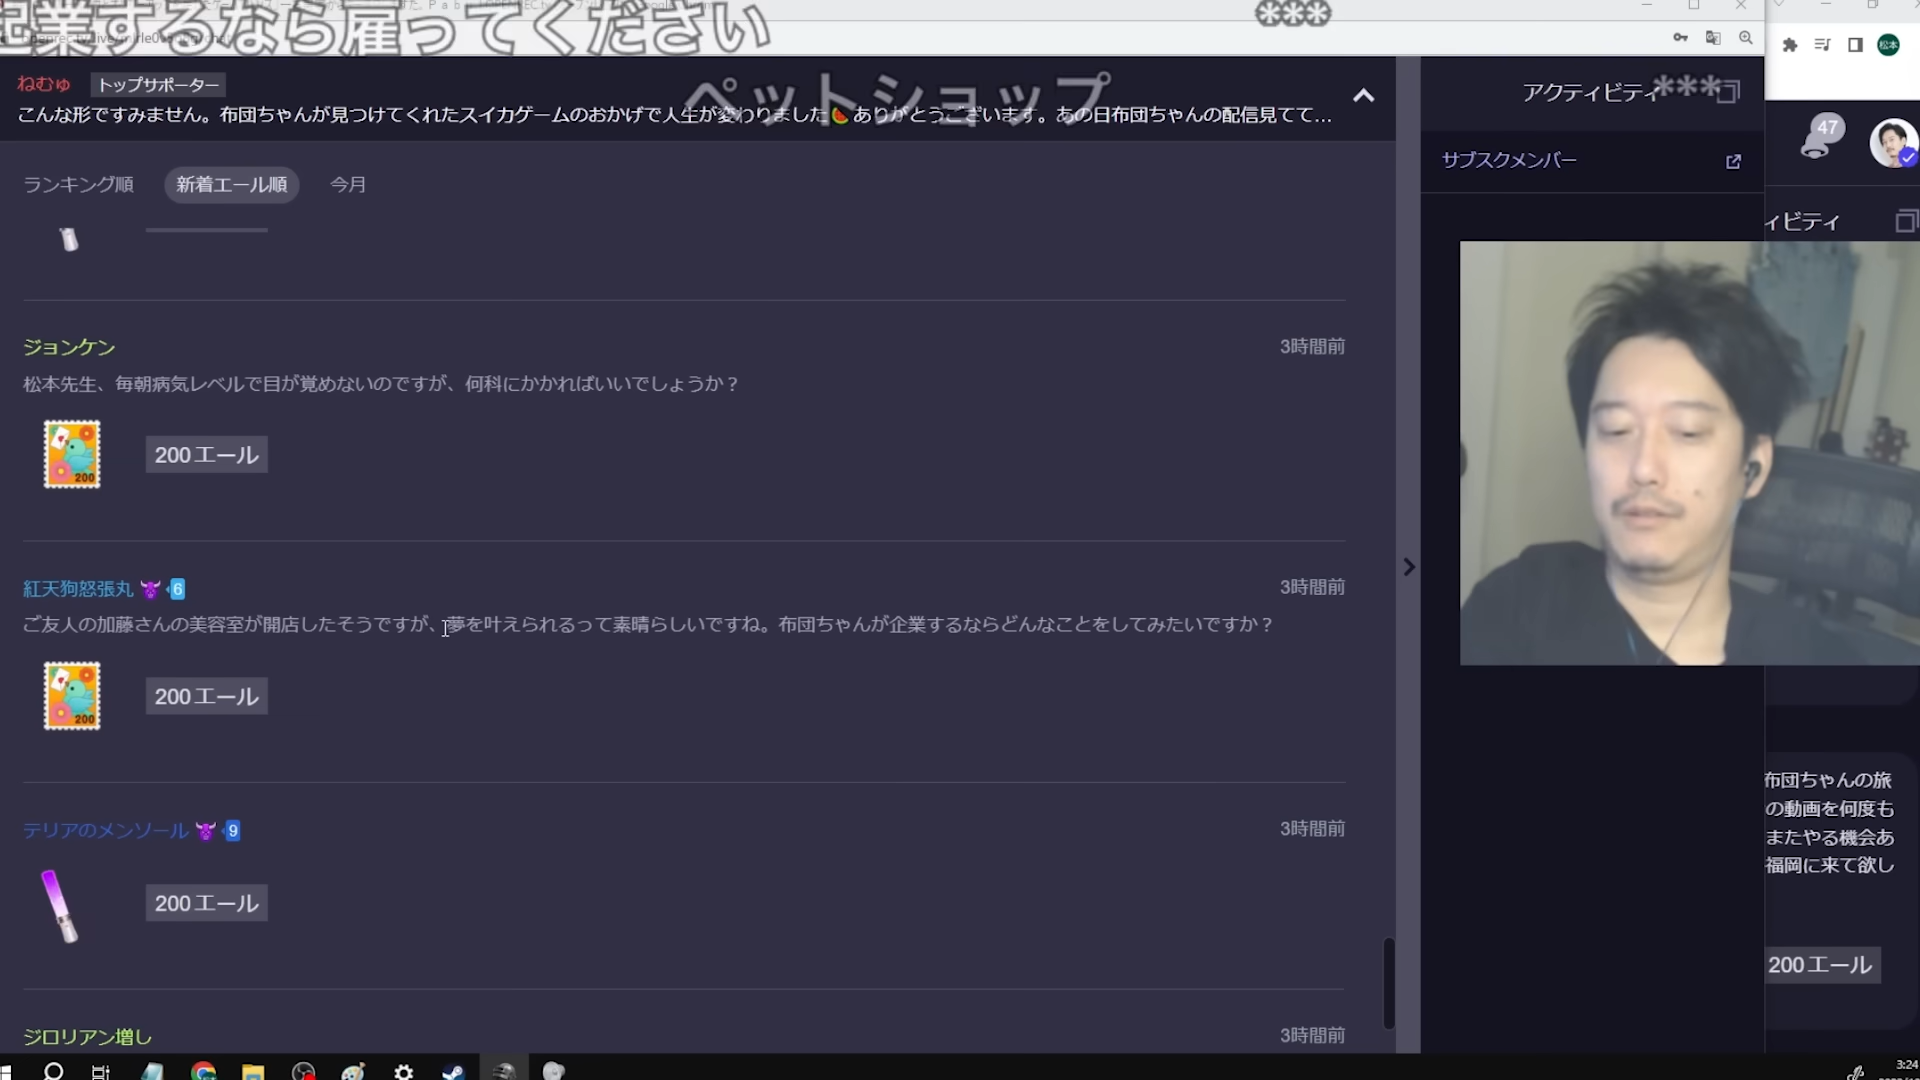 起業するなら雇ってください
ペットショップ
ねむゅ トップサポーター
こんな形ですみません。布団ちゃんが見つけてくれたスイカゲームのおかげで人生が変わりました🍉ありがとうございます。あの日布団ちゃんの配信見てて...
アクティビティ
***
サブスクメンバー
47
松本
ィビティ
ランキング順 新着エール順 今月
ジョンケン 3時間前
松本先生、毎朝病気レベルで目が覚めないのですが、何科にかかればいいでしょうか？
200
200エール
紅天狗怒張丸 6 3時間前
ご友人の加藤さんの美容室が開店したそうですが、夢を叶えられるって素晴らしいですね。布団ちゃんが企業するならどんなことをしてみたいですか？
200
200エール
テリアのメンソール 9 3時間前
200エール
ジロリアン増し 3時間前
布団ちゃんの旅
の動画を何度も
またやる機会あ
福岡に来て欲し
200エール
3:24